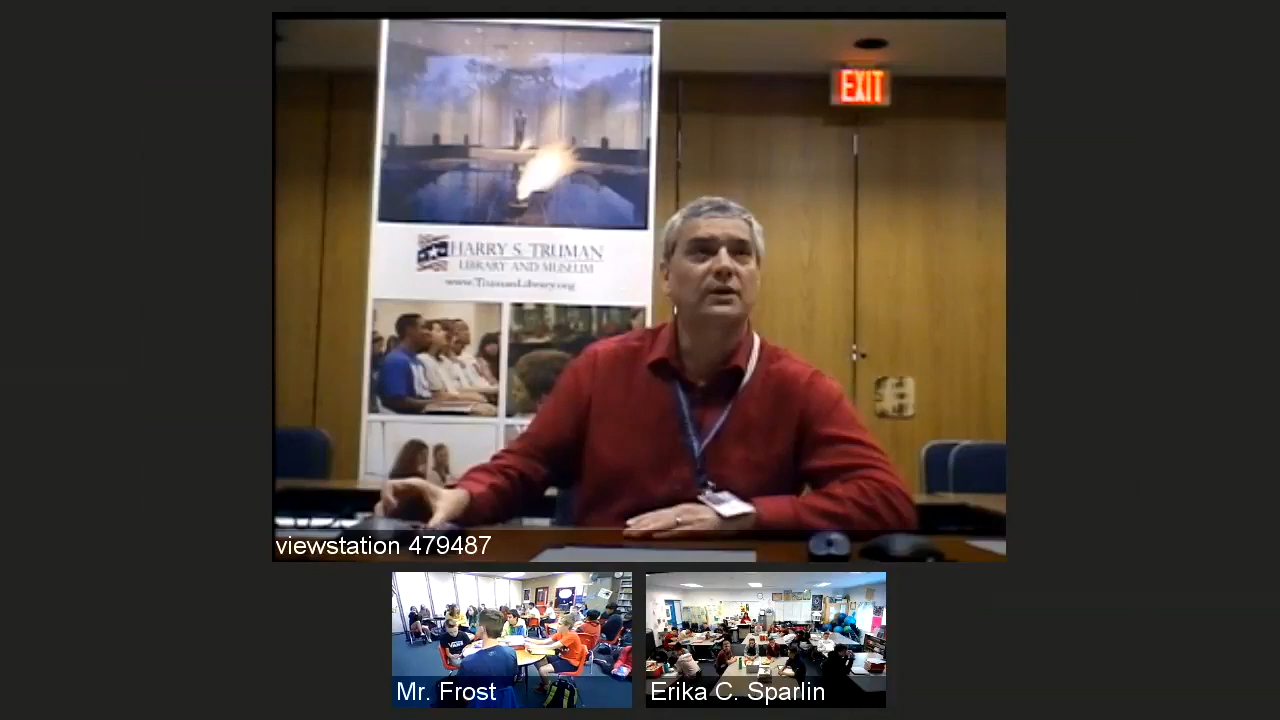 EXIT
HARRY S. TRUMAN
LIBRARY AND MUSEUM
www.TrumanLibrary.org
viewstation 479487
Mr. Frost
Erika C. Sparlin